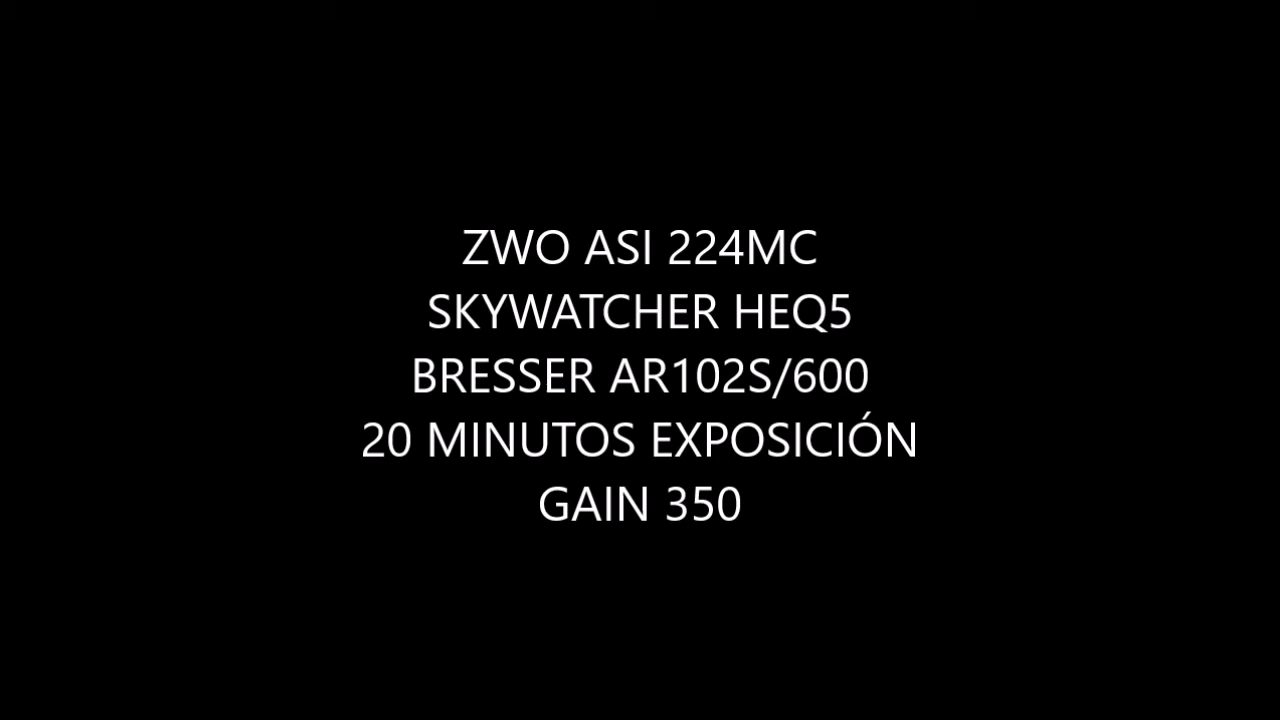 ZWO ASI 224MC
SKYWATCHER HEQ5
BRESSER AR102S/600
20 MINUTOS EXPOSICIÓN
GAIN 350